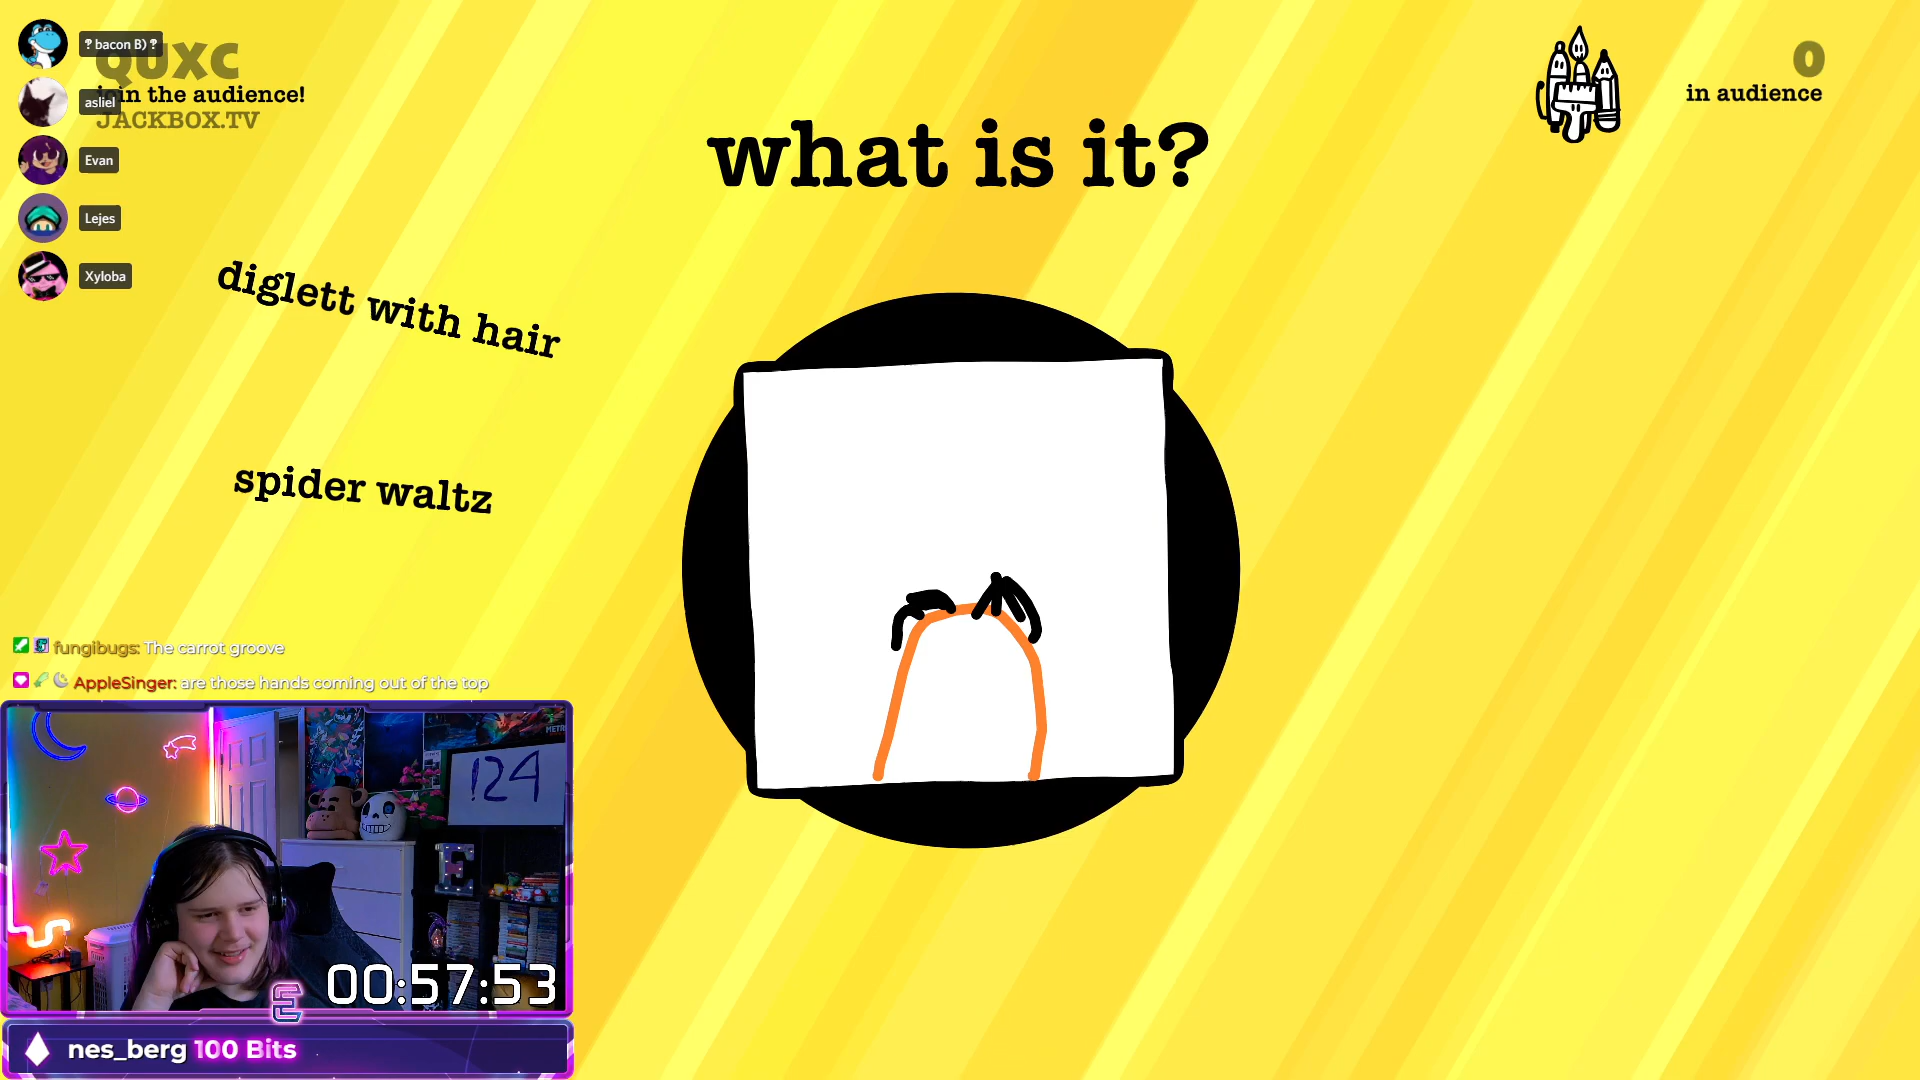 ? bacon B) ?
QUXC
join the audience!
JACKBOX.TV
asliel
Evan
Lejes
Xyloba
0
in audience
what is it?
diglett with hair
spider waltz
fungibugs: The carrot groove
AppleSinger: are those hands coming out of the top
!24
E
00:57:53
E
nes_berg 100 Bits